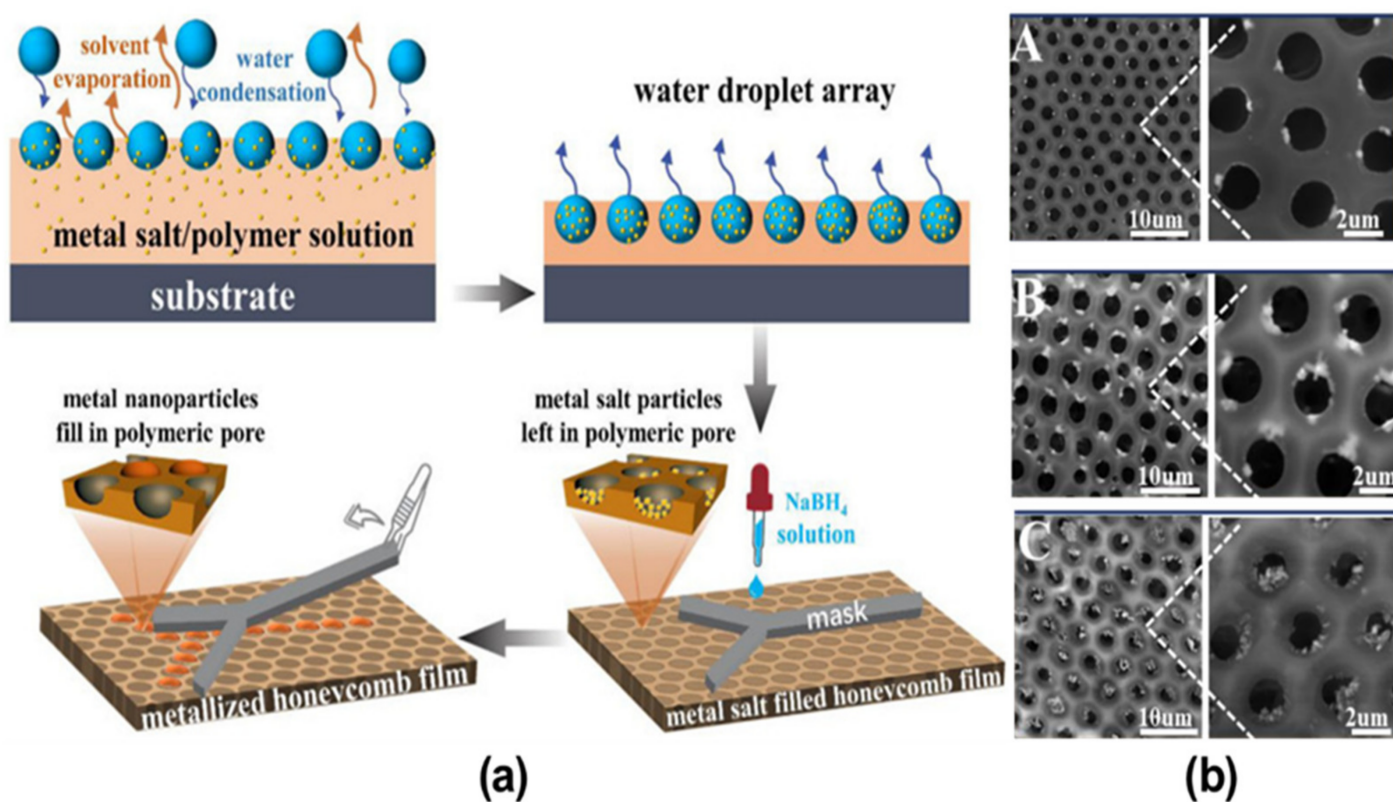 solvent
evaporation
water
condensation
metal salt/polymer solution
substrate
water droplet array
metal nanoparticles
fill in polymeric pore
metallized honeycomb film
metal salt particles
left in polymeric pore
NaBH₄
solution
mask
metal salt filled honeycomb film
(a)
A
10um
2um
B
10um
2um
C
10um
2um
(b)